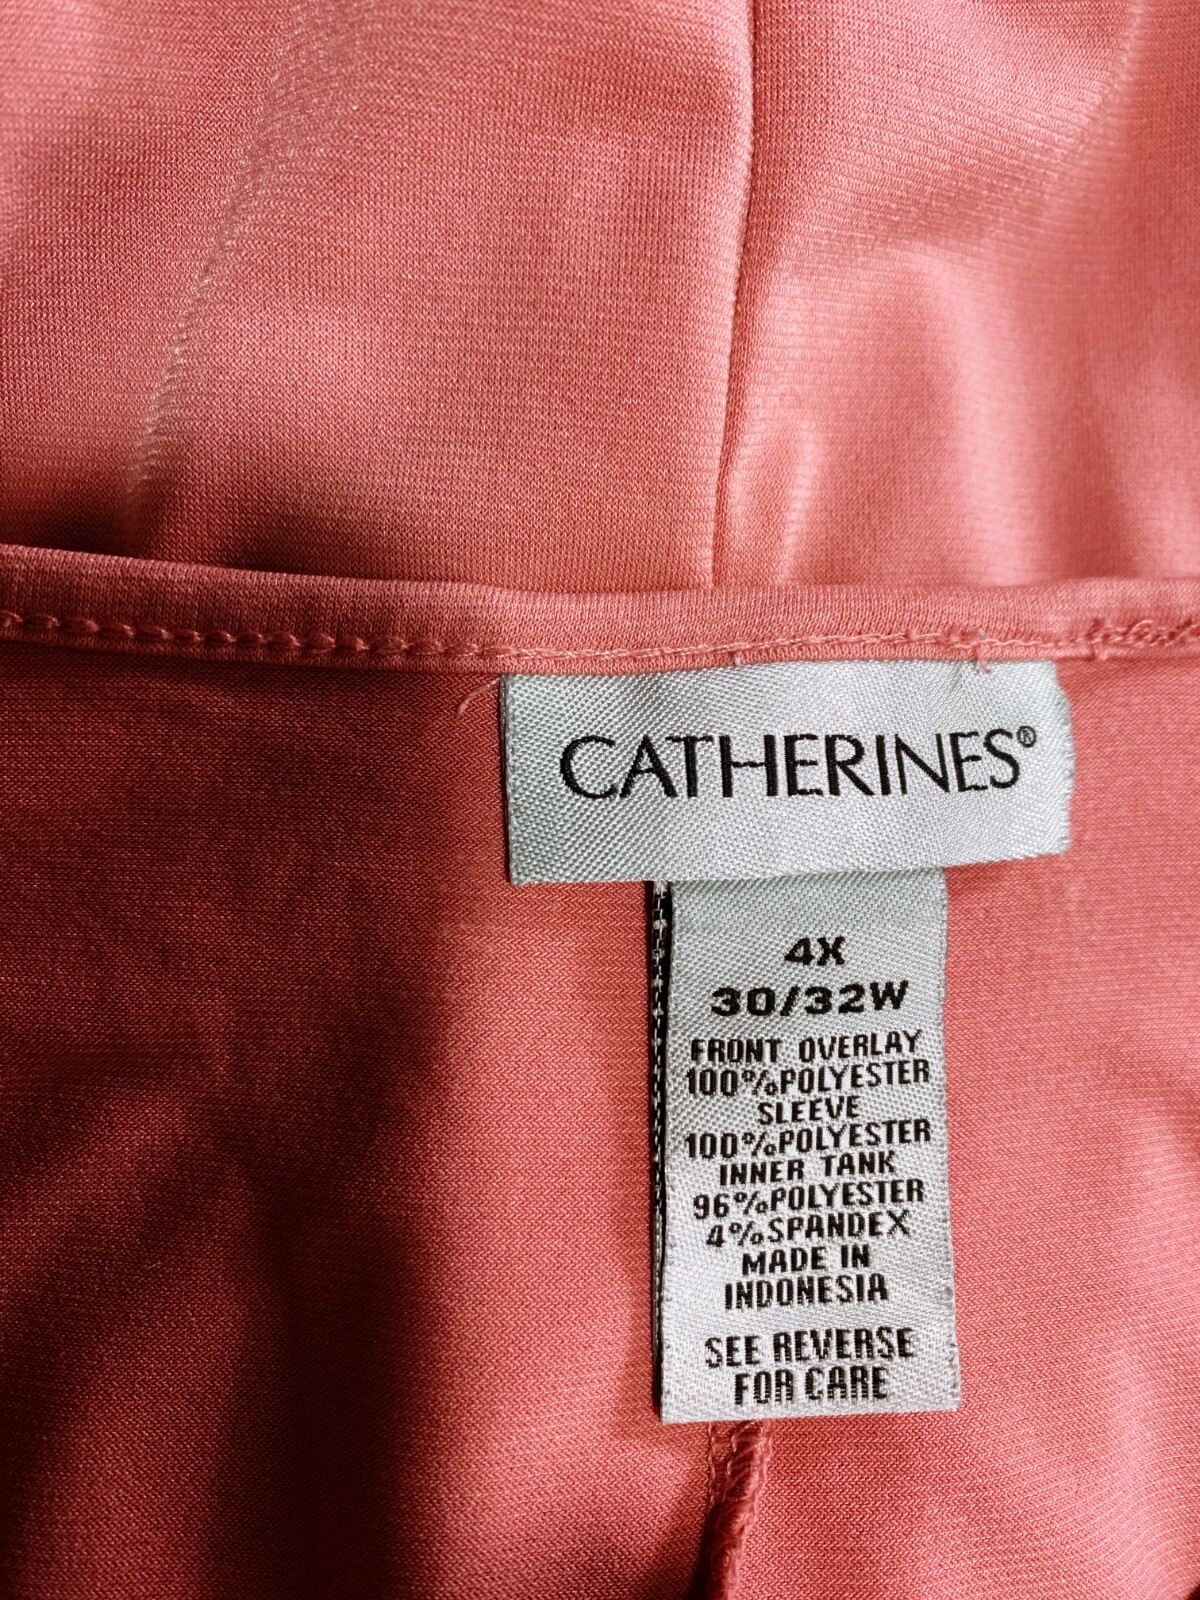 CATHERINES®
4X
30/32W
FRONT OVERLAY
100%POLYESTER
SLEEVE
100%POLYESTER
INNER TANK
96%POLYESTER
4%SPANDEX
MADE IN
INDONESIA
SEE REVERSE
FOR CARE